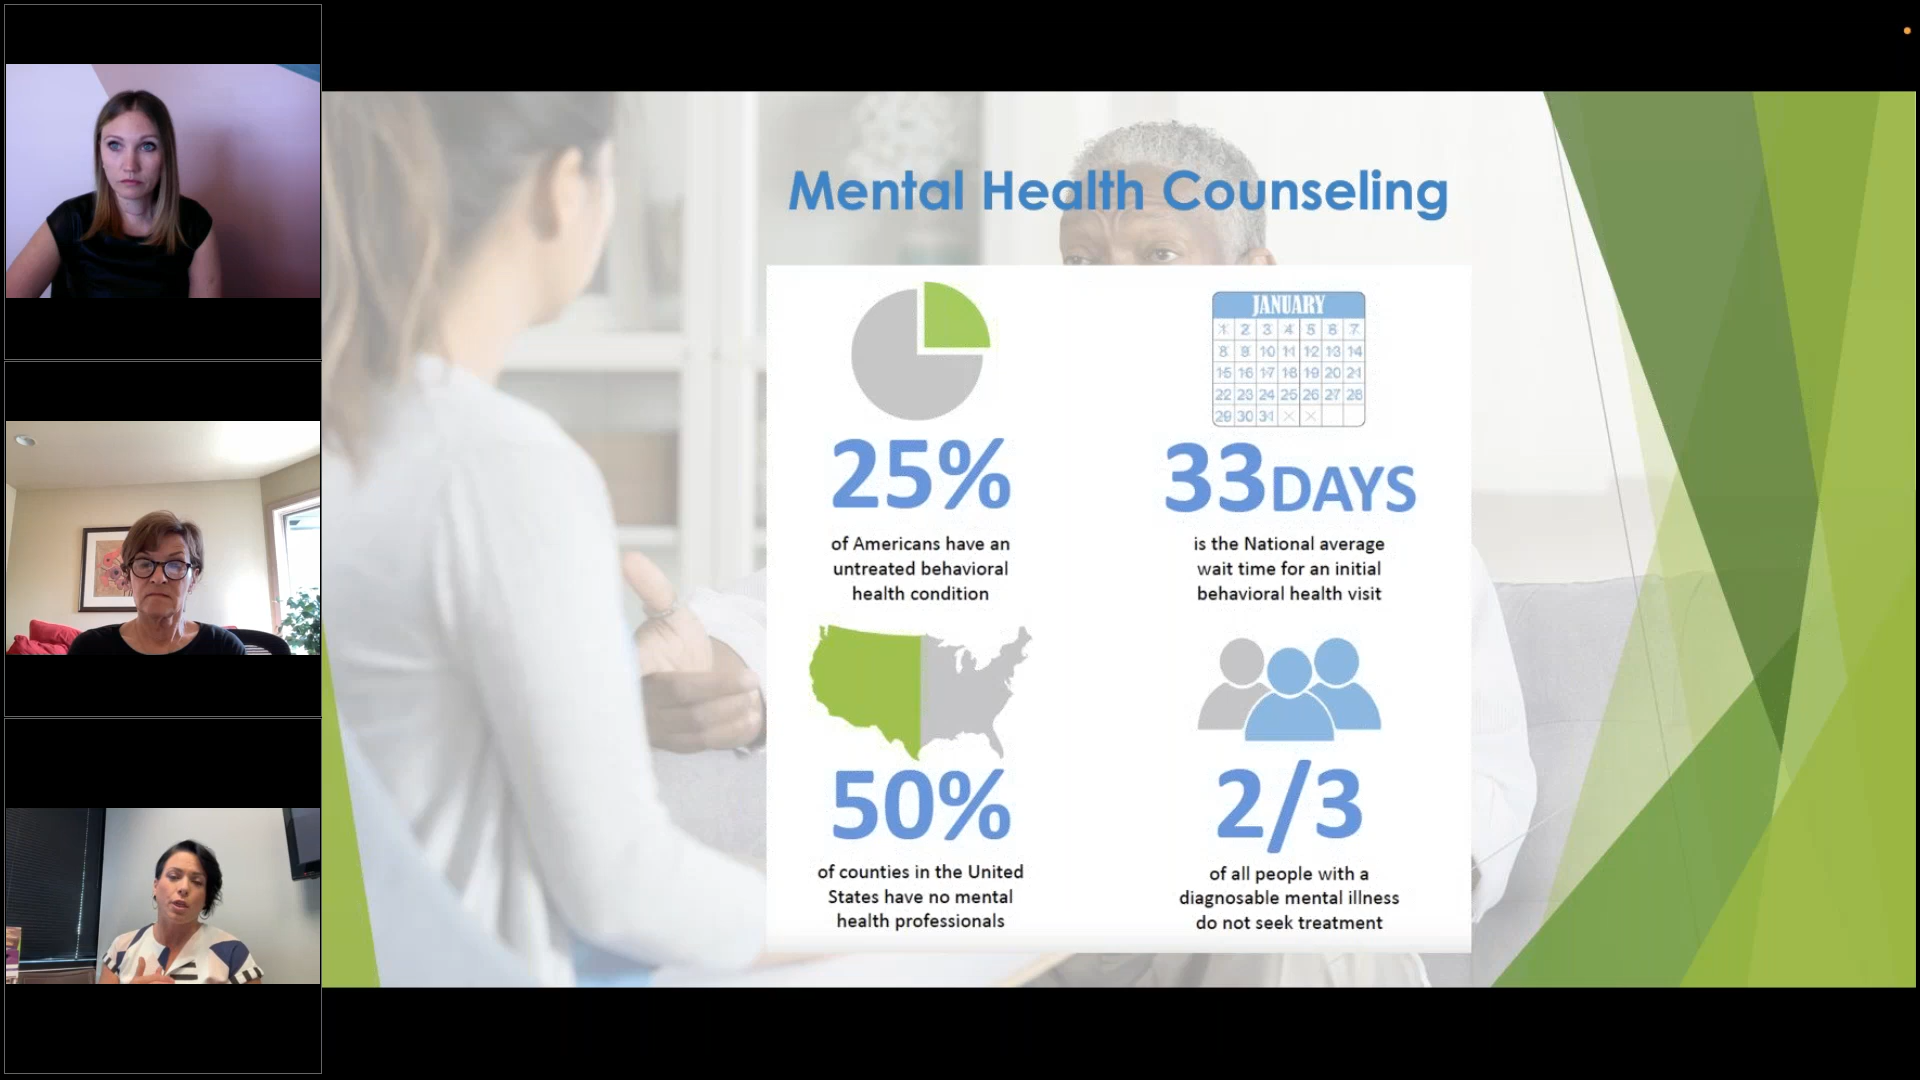 Mental Health Counseling
JANUARY
1 2 3 4 5 6 7
8 9 10 11 12 13 14
15 16 17 18 19 20 21
22 23 24 25 26 27 28
29 30 31
25%
of Americans have an
untreated behavioral
health condition
33DAYS
is the National average
wait time for an initial
behavioral health visit
50%
of counties in the United
States have no mental
health professionals
2/3
of all people with a
diagnosable mental illness
do not seek treatment